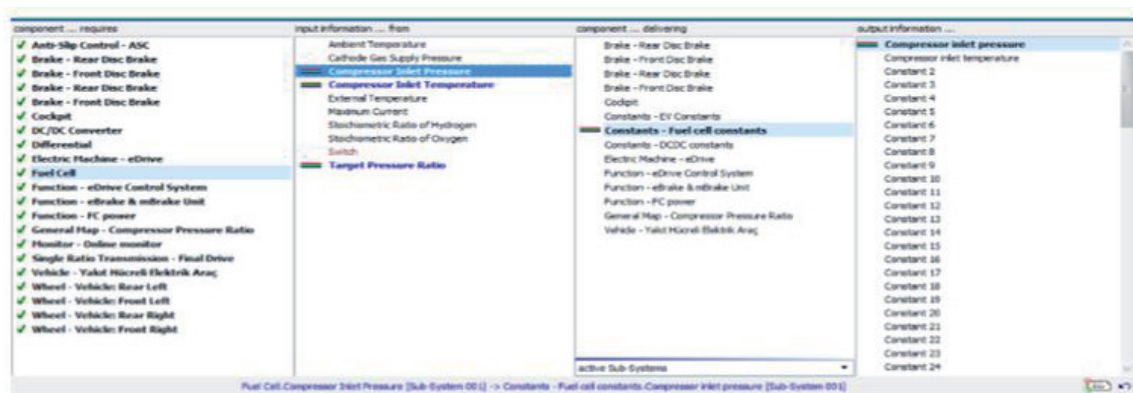 component ... requires
Anti-Slip Control - ASC
Brake - Rear Disc Brake
Brake - Front Disc Brake
Brake - Rear Disc Brake
Brake - Front Disc Brake
Cockpit
DC/DC Converter
Differential
Electric Machine - eDrive
Fuel Cell
Function - eDrive Control System
Function - eBrake & mBrake Unit
Function - FC power
General Map - Compressor Pressure Ratio
Monitor - Online monitor
Single Ratio Transmission - Final Drive
Vehicle - Yakıt Hücreli Elektrik Araç
Wheel - Vehicle: Rear Left
Wheel - Vehicle: Front Left
Wheel - Vehicle: Rear Right
Wheel - Vehicle: Front Right
input information ... from
Ambient Temperature
Cathode Gas Supply Pressure
Compressor Inlet Pressure
Compressor Inlet Temperature
External Temperature
Maximum Current
Stoichiometric Ratio of Hydrogen
Stoichiometric Ratio of Oxygen
Switch
Target Pressure Ratio
component ... delivering
Brake - Rear Disc Brake
Brake - Front Disc Brake
Brake - Rear Disc Brake
Brake - Front Disc Brake
Cockpit
Constants - EV Constants
Constants - Fuel cell constants
Constants - DCDC constants
Electric Machine - eDrive
Function - eDrive Control System
Function - eBrake & mBrake Unit
Function - FC power
General Map - Compressor Pressure Ratio
Vehicle - Yakıt Hücreli Elektrik Araç
active Sub-Systems
output information ...
Compressor inlet pressure
Compressor inlet temperature
Constant 2
Constant 3
Constant 4
Constant 5
Constant 6
Constant 7
Constant 8
Constant 9
Constant 10
Constant 11
Constant 12
Constant 13
Constant 14
Constant 15
Constant 16
Constant 17
Constant 18
Constant 19
Constant 20
Constant 21
Constant 22
Constant 23
Constant 24
Fuel Cell.Compressor Inlet Pressure [Sub-System 001] -> Constants - Fuel cell constants.Compressor inlet pressure [Sub-System 001]